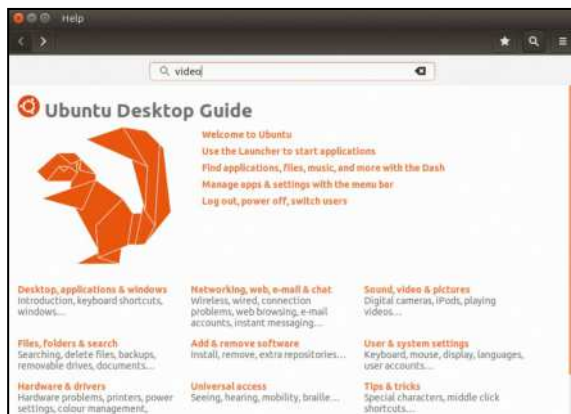 Help
video
Ubuntu Desktop Guide
Welcome to Ubuntu
Use the Launcher to start applications
Find applications, files, music, and more with the Dash
Manage apps & settings with the menu bar
Log out, power off, switch users
Desktop, applications & windows
Introduction, keyboard shortcuts,
windows…
Networking, web, e-mail & chat
Wireless, wired, connection
problems, web browsing, e-mail
accounts, instant messaging…
Sound, video & pictures
Digital cameras, iPods, playing
videos…
Files, folders & search
Searching, delete files, backups,
removable drives, documents…
Add & remove software
Install, remove, extra repositories…
User & system settings
Keyboard, mouse, display, languages,
user accounts…
Hardware & drivers
Hardware problems, printers, power
settings, colour management,
Universal access
Seeing, hearing, mobility, braille…
Tips & tricks
Special characters, middle click
shortcuts…